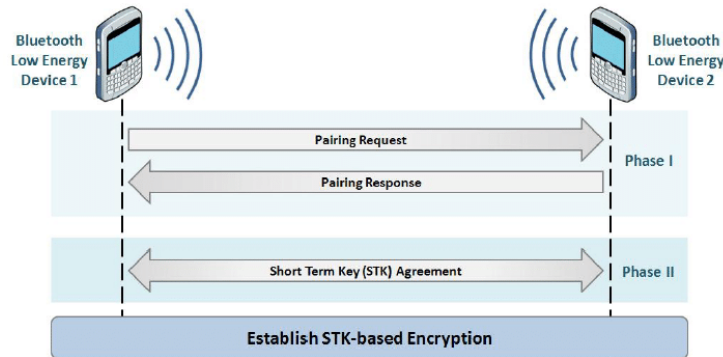 Bluetooth
Low Energy
Device 1
Bluetooth
Low Energy
Device 2
Pairing Request
Phase I
Pairing Response
Short Term Key (STK) Agreement
Phase II
Establish STK-based Encryption